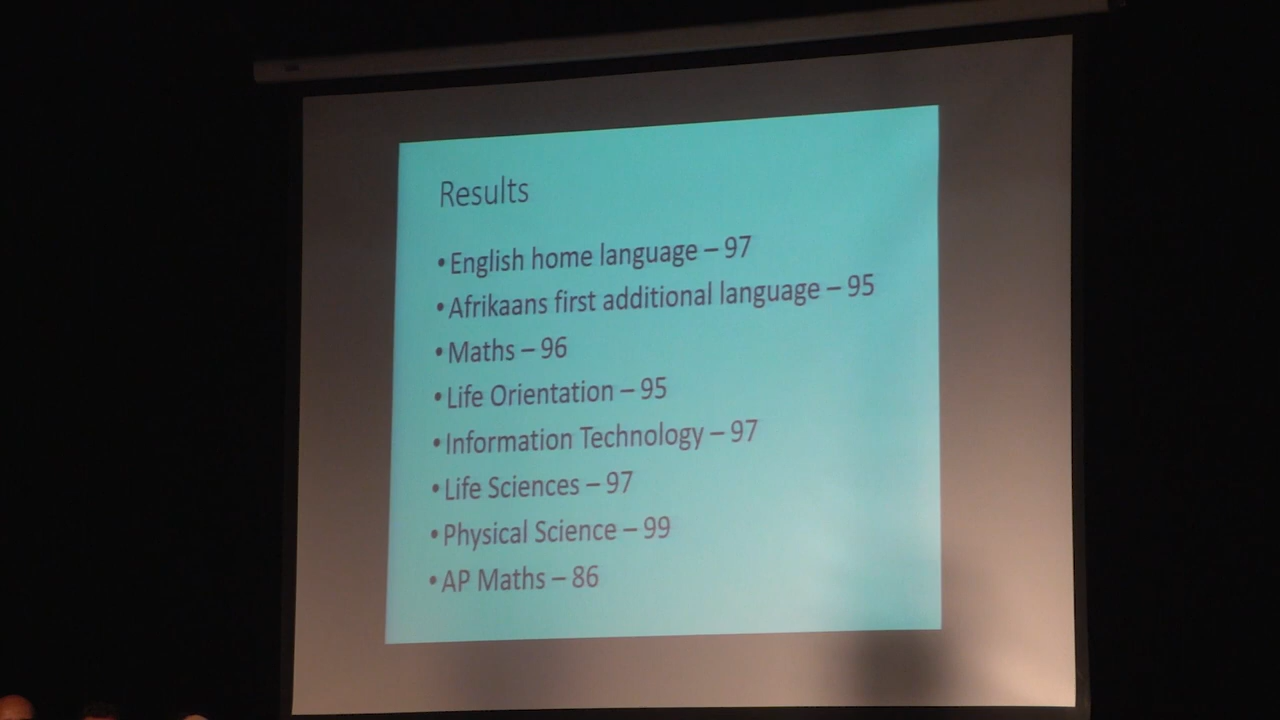 Results
• English home language – 97
• Afrikaans first additional language – 95
• Maths – 96
• Life Orientation – 95
• Information Technology – 97
• Life Sciences – 97
• Physical Science – 99
• AP Maths – 86